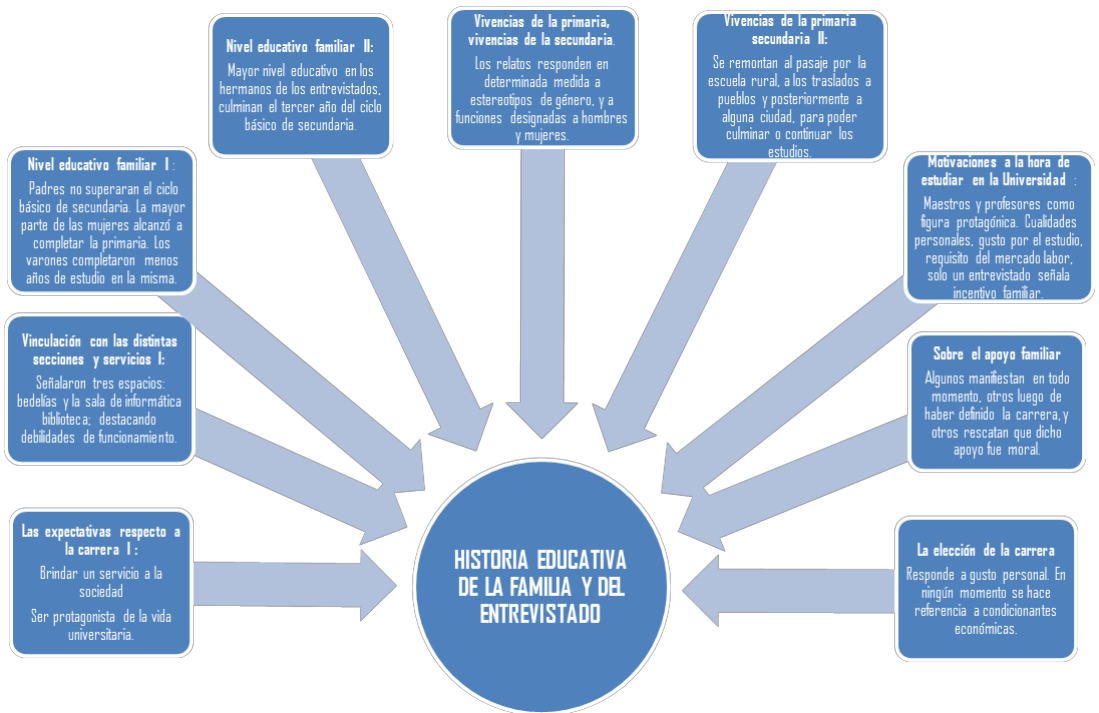 Nivel educativo familiar II:
Mayor nivel educativo en los
hermanos de los entrevistados,
culminan el tercer año del ciclo
básico de secundaria.
Vivencias de la primaria,
vivencias de la secundaria.
Los relatos responden en
determinada medida a
estereotipos de género, y a
funciones designadas a hombres
y mujeres.
Vivencias de la primaria
secundaria II:
Se remontan al pasaje por la
escuela rural, a los traslados a
pueblos y posteriormente a
alguna ciudad, para poder
culminar o continuar los
estudios.
Nivel educativo familiar I :
Padres no superaran el ciclo
básico de secundaria. La mayor
parte de las mujeres alcanzó a
completar la primaria. Los
varones completaron menos
años de estudio en la misma.
Motivaciones a la hora de
estudiar en la Universidad :
Maestros y profesores como
figura protagónica. Cualidades
personales, gusto por el estudio,
requisito del mercado labor,
solo un entrevistado señala
incentivo familiar.
Vinculación con las distintas
secciones y servicios I:
Señalaron tres espacios:
bedelías y la sala de informática
biblioteca; destacando
debilidades de funcionamiento.
Sobre el apoyo familiar
Algunos manifiestan en todo
momento, otros luego de
haber definido la carrera, y
otros rescatan que dicho
apoyo fue moral.
Las expectativas respecto a
la carrera I :
Brindar un servicio a la
sociedad
Ser protagonista de la vida
universitaria.
HISTORIA EDUCATIVA
DE LA FAMILIA Y DEL
ENTREVISTADO
La elección de la carrera
Responde a gusto personal. En
ningún momento se hace
referencia a condicionantes
económicas.